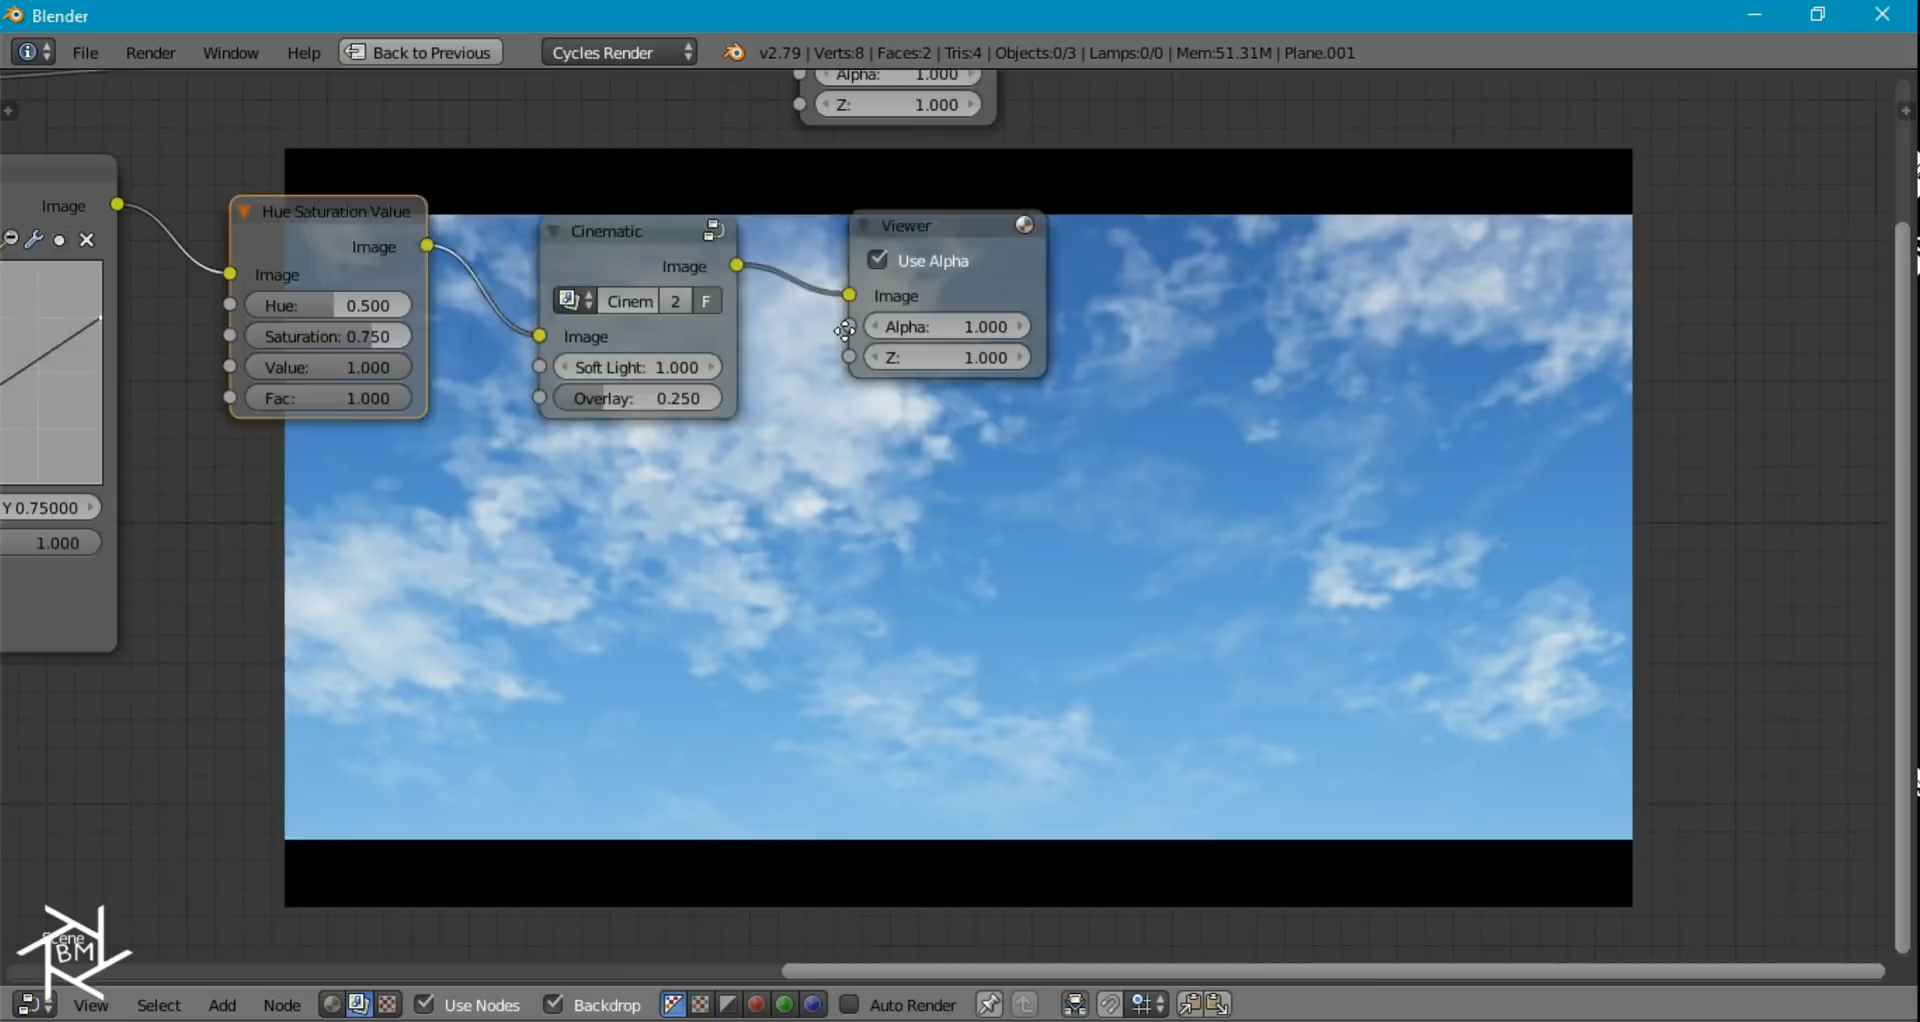 Blender
File Render Window Help Back to Previous Cycles Render v2.79 | Verts:8 | Faces:2 | Tris:4 | Objects:0/3 | Lamps:0/0 | Mem:51.31M | Plane.001
Alpha: 1.000
Z: 1.000
Image
Y 0.75000
1.000
Hue Saturation Value
Image
Image
Hue: 0.500
Saturation: 0.750
Value: 1.000
Fac: 1.000
Cinematic
Image
Cinem 2 F
Image
Soft Light: 1.000
Overlay: 0.250
Viewer
Use Alpha
Image
Alpha: 1.000
Z: 1.000
Scene
BM
View Select Add Node Use Nodes Backdrop Auto Render